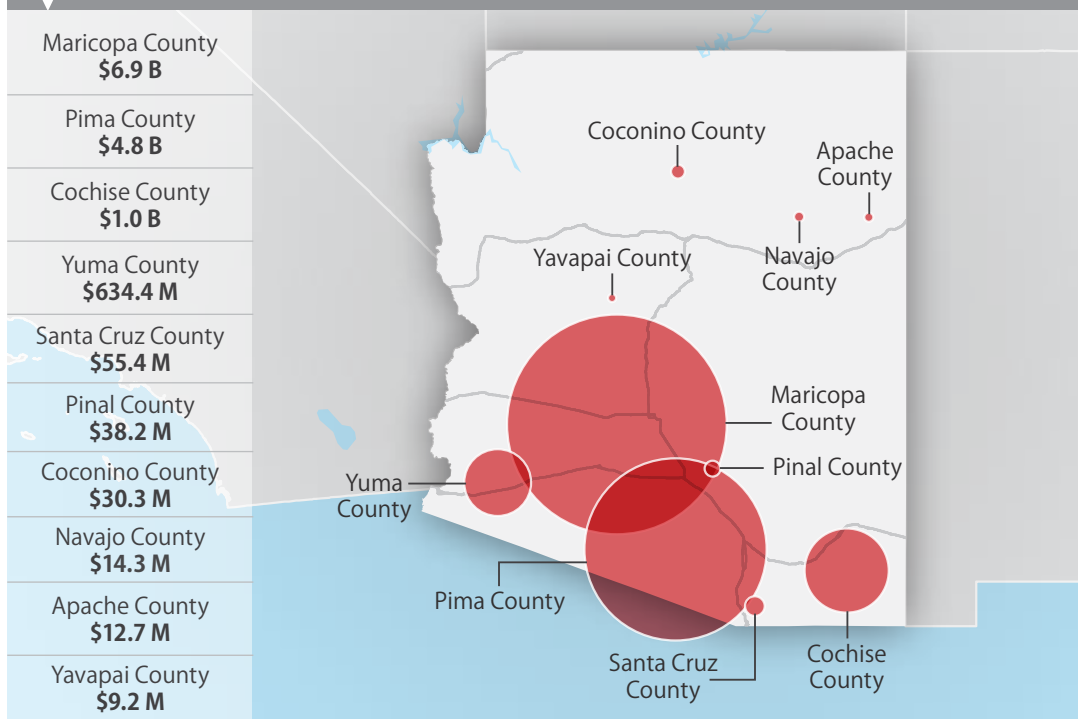 Maricopa County
$6.9 B
Pima County
$4.8 B
Cochise County
$1.0 B
Yuma County
$634.4 M
Santa Cruz County
$55.4 M
Pinal County
$38.2 M
Coconino County
$30.3 M
Navajo County
$14.3 M
Apache County
$12.7 M
Yavapai County
$9.2 M
Coconino County
Apache
County
Navajo
County
Yavapai County
Maricopa
County
Pinal County
Yuma
County
Pima County
Santa Cruz
County
Cochise
County